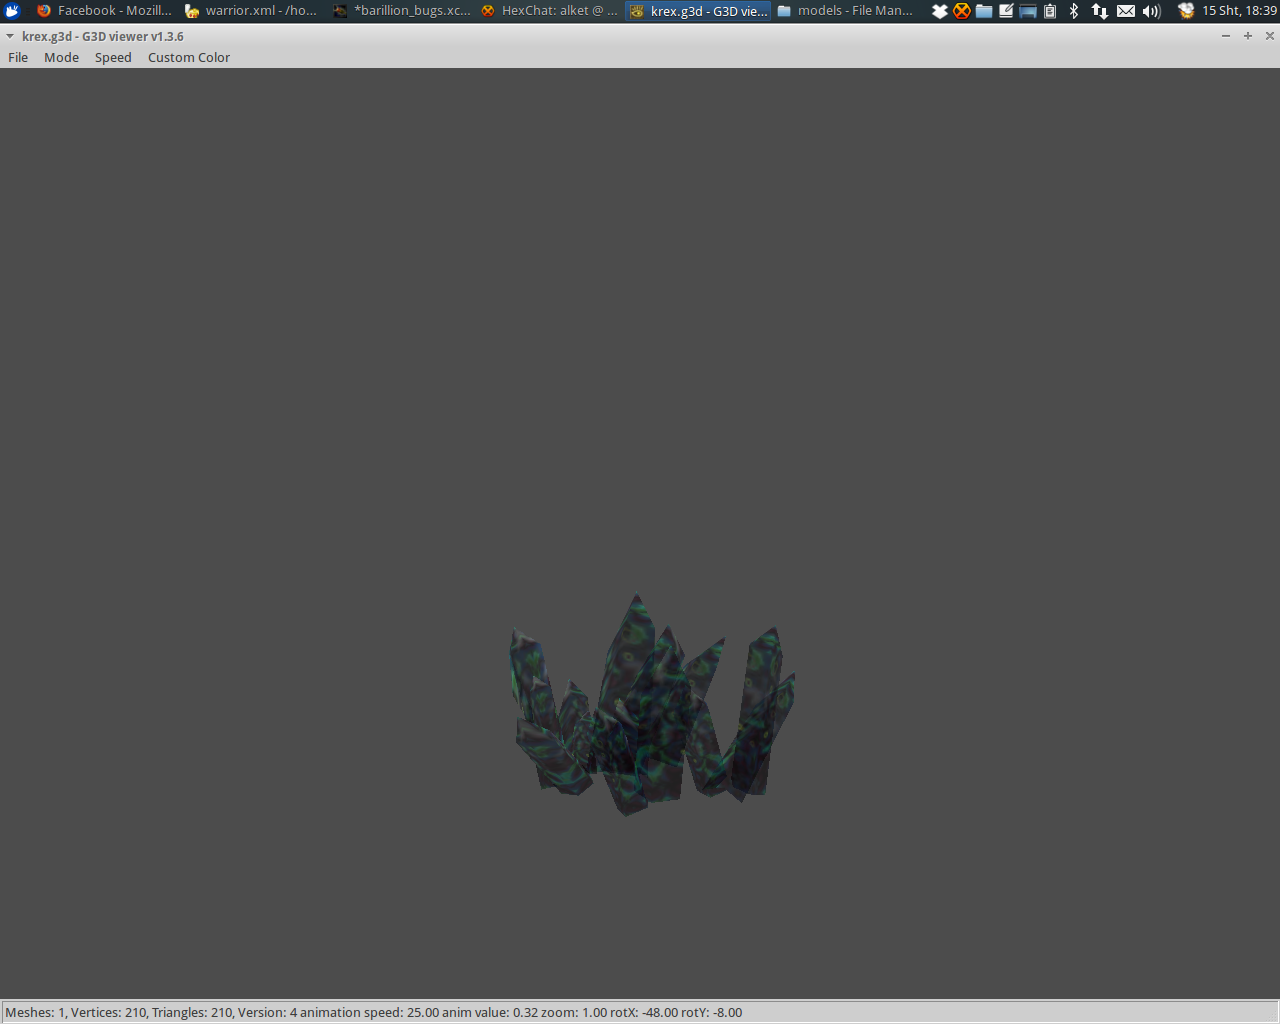 Facebook - Mozill... warrior.xml - /ho... *barillion_bugs.xc... HexChat: alket @ ... krex.g3d - G3D vie... models - File Man... 15 Sht, 18:39
krex.g3d - G3D viewer v1.3.6
File Mode Speed Custom Color
Meshes: 1, Vertices: 210, Triangles: 210, Version: 4 animation speed: 25.00 anim value: 0.32 zoom: 1.00 rotX: -48.00 rotY: -8.00